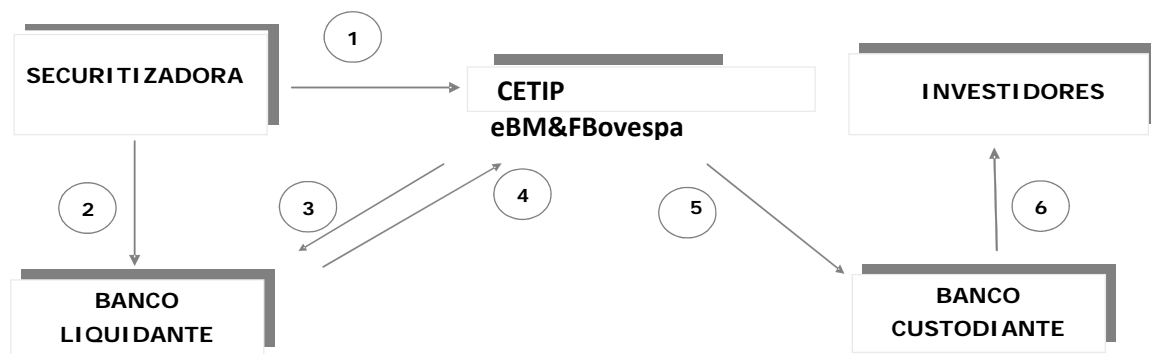 1
SECURITIZADORA
CETIP
eBM&FBovespa
INVESTIDORES
2
3
4
5
6
BANCO
LIQUIDANTE
BANCO
CUSTODIANTE